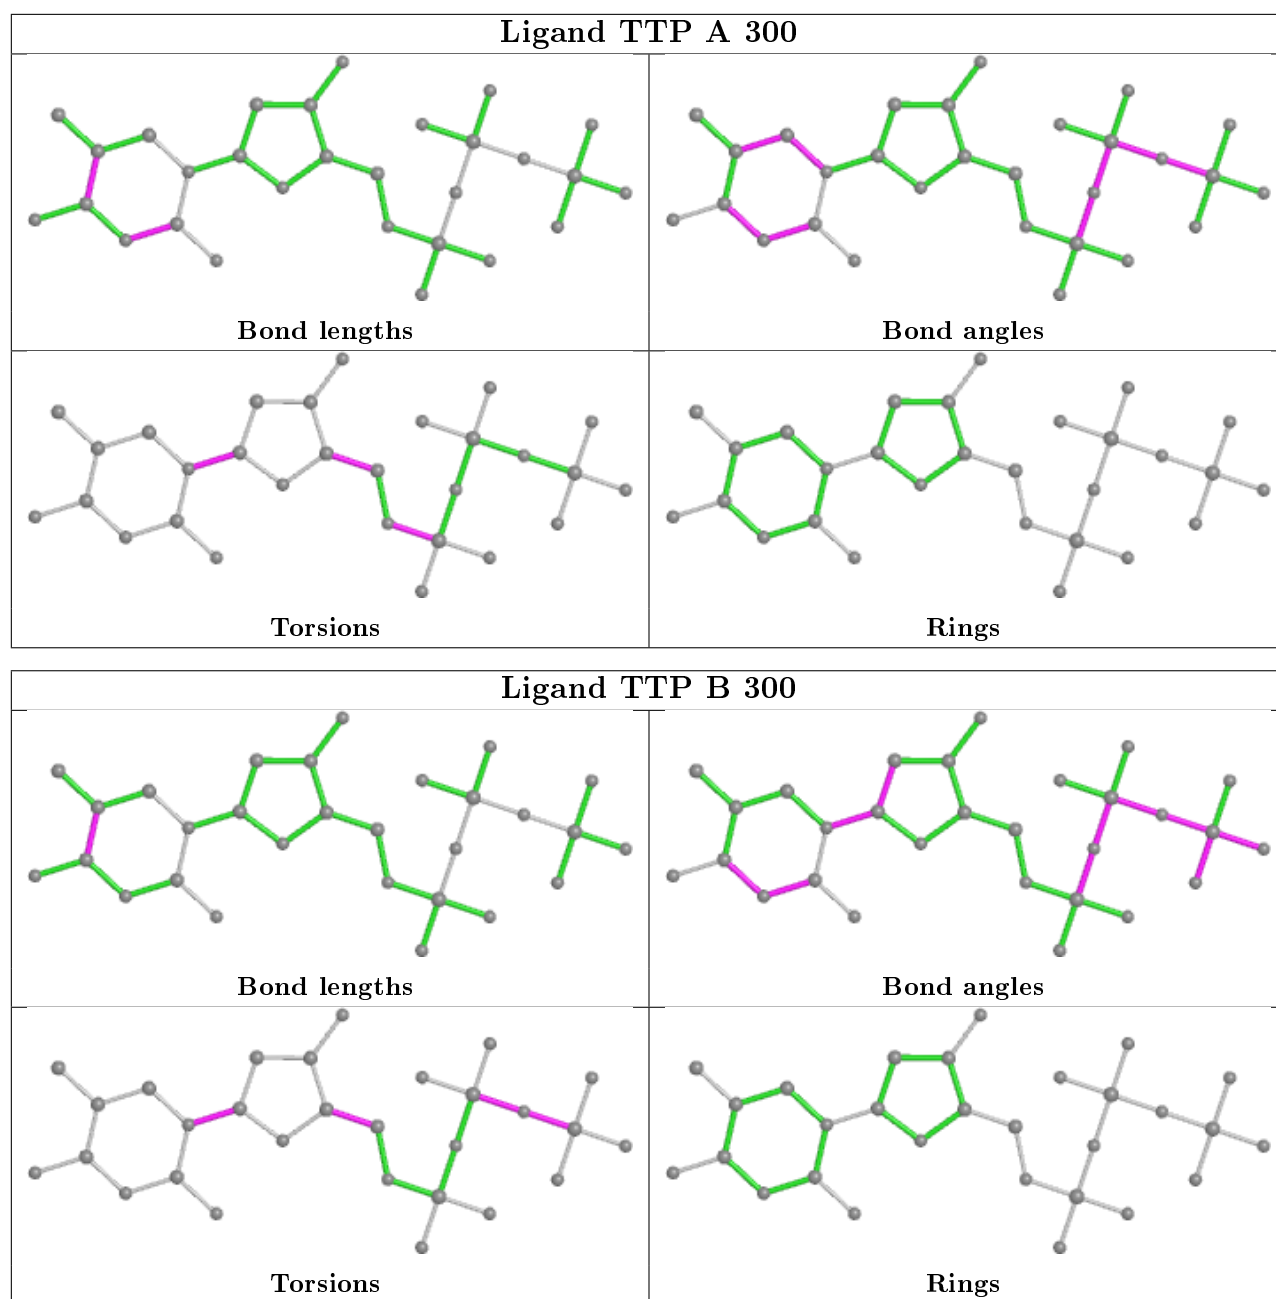 Ligand TTP A 300
Bond lengths
Bond angles
Torsions
Rings
Ligand TTP B 300
Bond lengths
Bond angles
Torsions
Rings